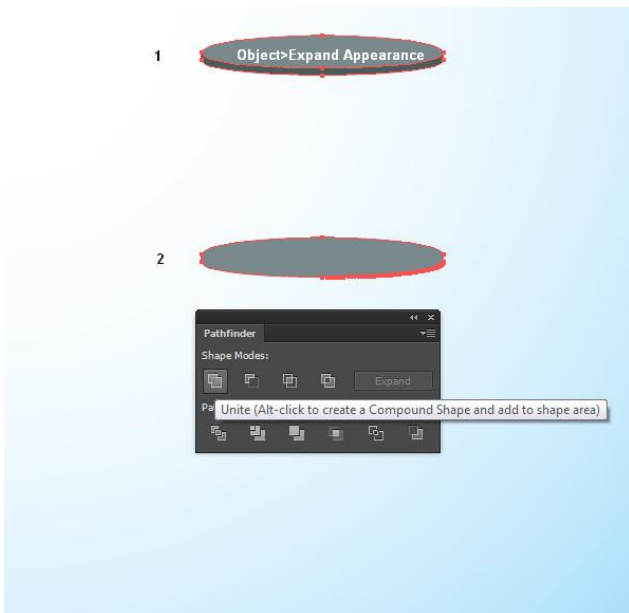 1
Object>Expand Appearance
2
Pathfinder
Shape Modes:
Expand
Unite (Alt-click to create a Compound Shape and add to shape area)